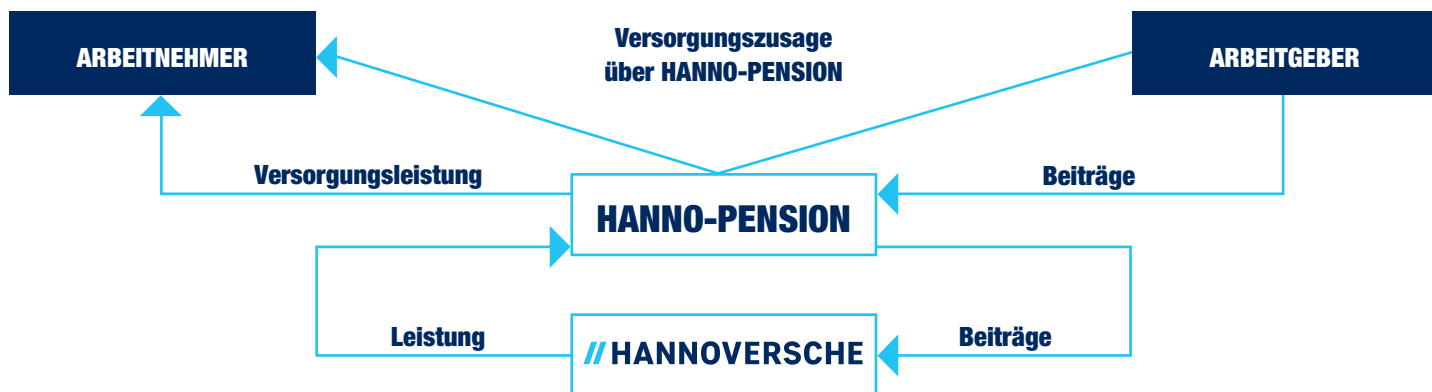 ARBEITNEHMER
Versorgungszusage
über HANNO-PENSION
ARBEITGEBER
Versorgungsleistung
Beiträge
HANNO-PENSION
Leistung
//HANNOVERSCHE
Beiträge